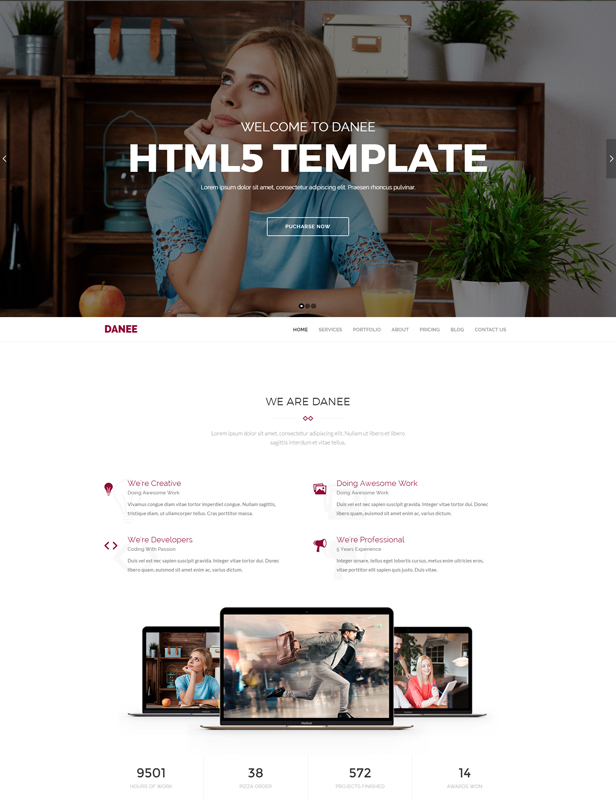 WELCOME TO DANEE
HTML5 TEMPLATE
Lorem ipsum dolor sit amet, consectetur adipiscing elit. Praesen rhoncus pulvinar.
PUCHARSE NOW
DANEE
HOME SERVICES PORTFOLIO ABOUT PRICING BLOG CONTACT US
WE ARE DANEE
Lorem ipsum dolor sit amet, consectetur adipiscing elit. Nullam ut libero et libero
sagittis interdum et vitae tellus.
We're Creative
Doing Awesome Work
Vivamus congue diam vitae tortor imperdiet congue. Nullam sagittis,
tristique diam, ut ullamcorper tellus. Cras porttitor massa.
Doing Awesome Work
Doing Awesome Work
Duis vel est nec sapien suscipit gravida. Integer vitae tortor dui. Donec
libero quam, euismod sit amet enim ac, varius dictum.
We're Developers
Coding With Passion
Duis vel est nec sapien suscipit gravida. Integer vitae tortor dui. Donec
libero quam, euismod sit amet enim ac, varius dictum.
We're Professional
5 Years Experience
Integer ornare, tellus eget lobortis cursus, metus enim ultricies eros,
vitae porttitor elit sapien quis justo. Duis vitae.
MacBook
9501
HOURS OF WORK
38
PIZZA ORDER
572
PROJECTS FINISHED
14
AWARDS WON